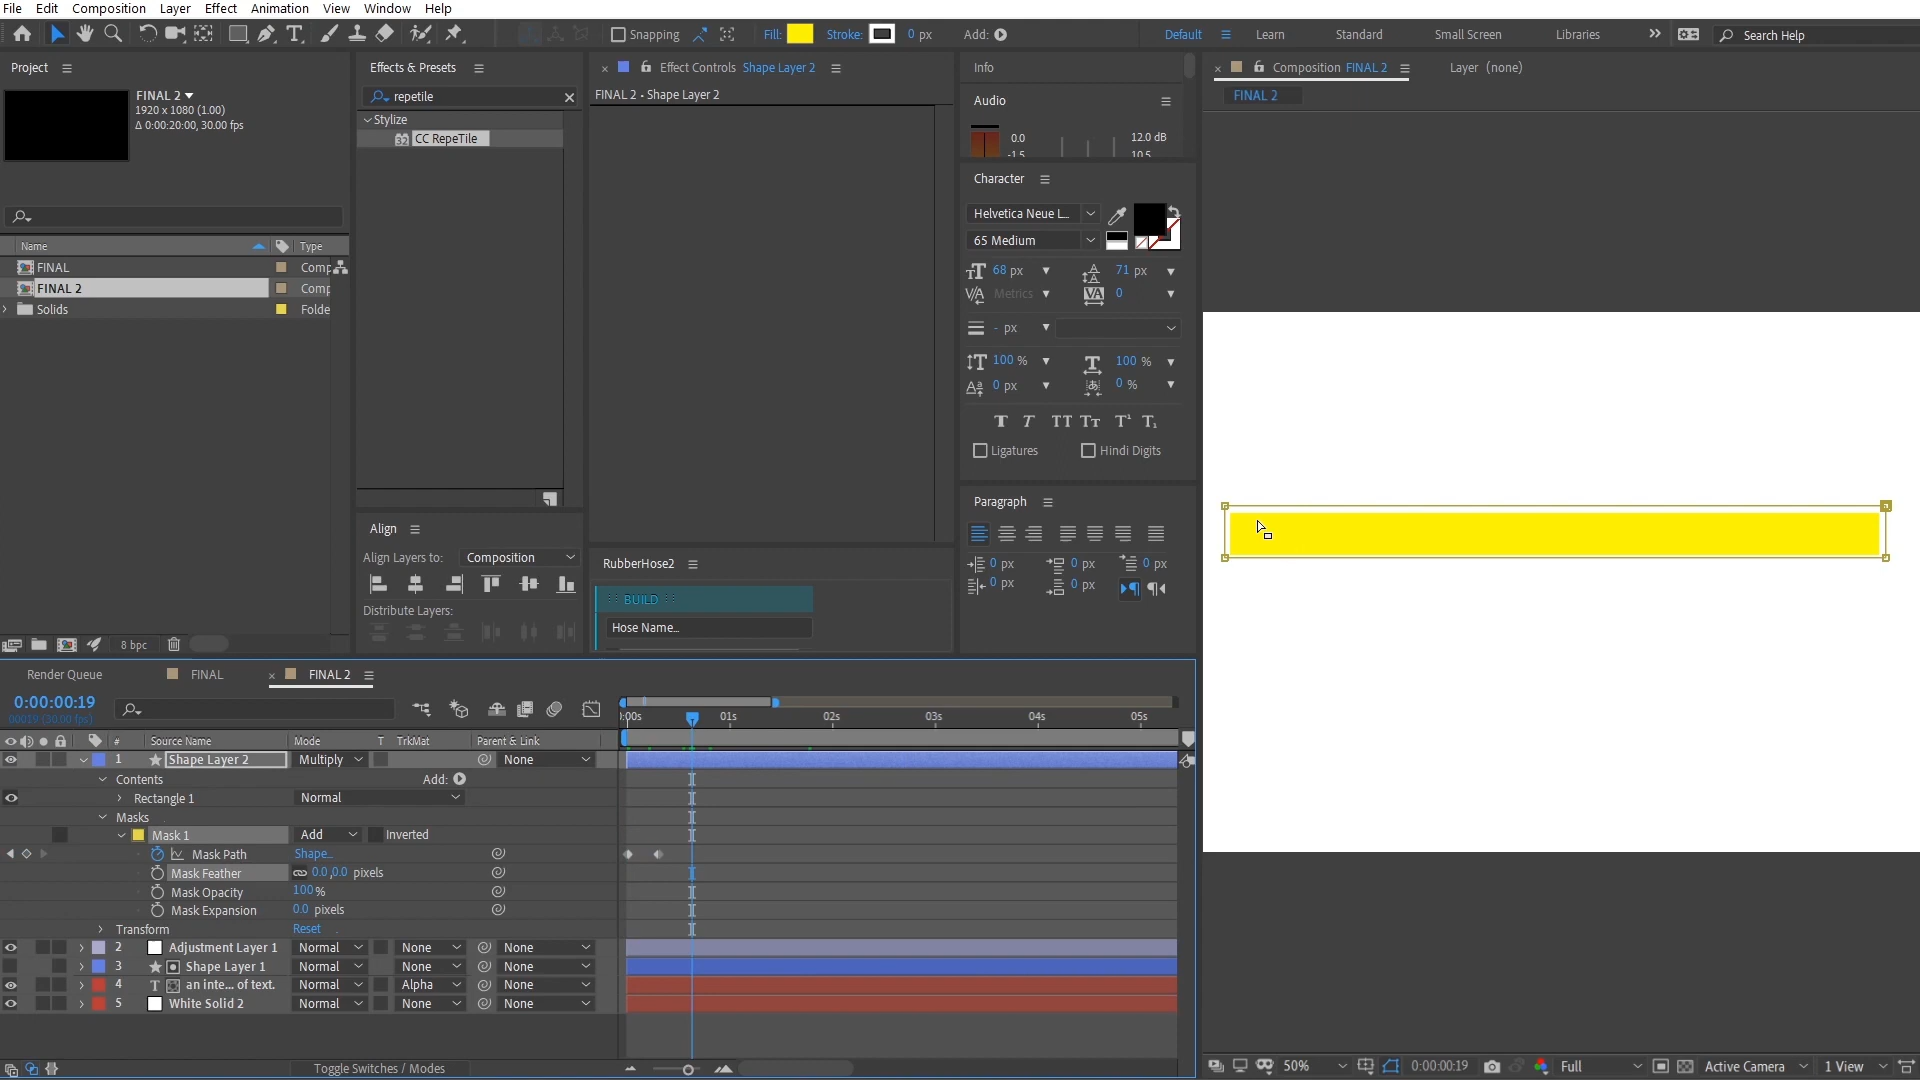 File Edit Composition Layer Effect Animation View Window Help
Snapping Fill: Stroke: 0 px Add: Default Learn Standard Small Screen Libraries Search Help
Project
FINAL 2
1920 x 1080 (1.00)
Δ 0:00:20:00, 30.00 fps
Name Type
FINAL Comp
FINAL 2 Comp
Solids Folde
8 bpc
Effects & Presets
repetile
Stylize
32 CC RepeTile
Align
Align Layers to: Composition
Distribute Layers:
Effect Controls Shape Layer 2
FINAL 2 • Shape Layer 2
RubberHose2
BUILD
Hose Name...
Info
Audio
0.0 12.0 dB
-1.5 10.5
Character
Helvetica Neue L...
65 Medium
68 px 71 px
Metrics 0
- px
100 % 100 %
0 px 0 %
Ligatures Hindi Digits
Paragraph
0 px 0 px 0 px
0 px 0 px
Composition FINAL 2 Layer (none)
FINAL 2
50% 0:00:00:19 Full Active Camera 1 View
Render Queue FINAL FINAL 2
0:00:00:19
00019 (30.00 fps)
:00s 01s 02s 03s 04s 05s
# Source Name Mode T TrkMat Parent & Link
1 Shape Layer 2 Multiply None
Contents Add:
Rectangle 1 Normal
Masks
Mask 1 Add Inverted
Mask Path Shape...
Mask Feather 0.0,0.0 pixels
Mask Opacity 100%
Mask Expansion 0.0 pixels
Transform Reset
2 Adjustment Layer 1 Normal None None
3 Shape Layer 1 Normal None None
4 T an inte... of text. Normal Alpha None
5 White Solid 2 Normal None None
Toggle Switches / Modes